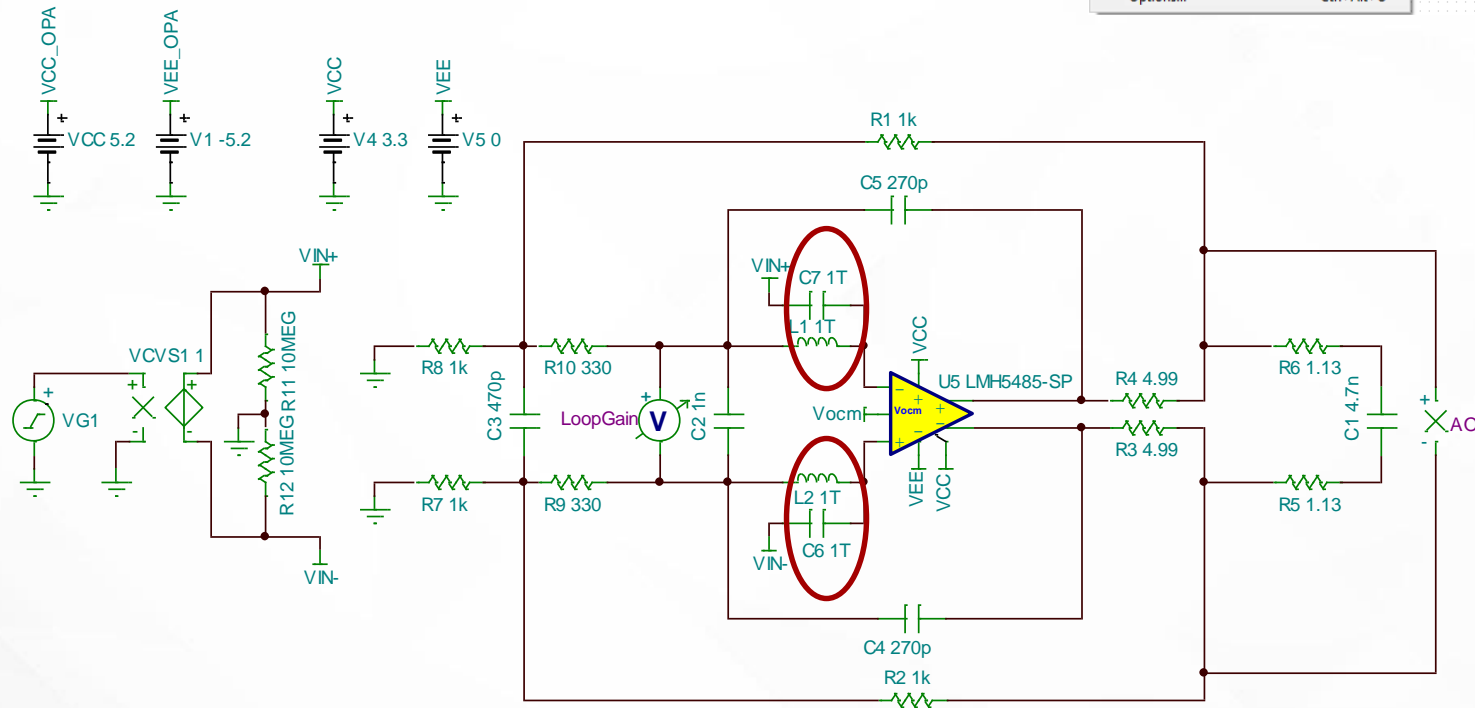 VCC_OPA
VEE_OPA
VCC
VEE
VCC 5.2
V1 -5.2
V4 3.3
V5 0
R1 1k
C5 270p
VIN+
VIN+
C7 1T
L1 1T
VCC
VCVS1 1
R11 10MEG
R8 1k
R10 330
R6 1.13
U5 LMH5485-SP
R4 4.99
VG1
C3 470p
LoopGain
V
C2 1n
Vocm
Vocm
C1 4.7n
R3 4.99
R12 10MEG
R7 1k
R9 330
L2 1T
VEE
VCC
R5 1.13
VIN-
C6 1T
VIN-
C4 270p
R2 1k